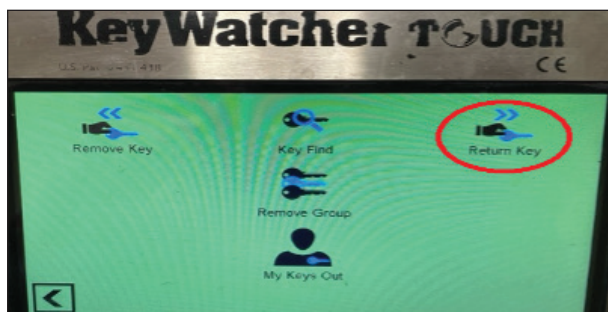 KeyWatcher TOUCH
CE
Remove Key
Key Find
Return Key
Remove Group
My Keys Out